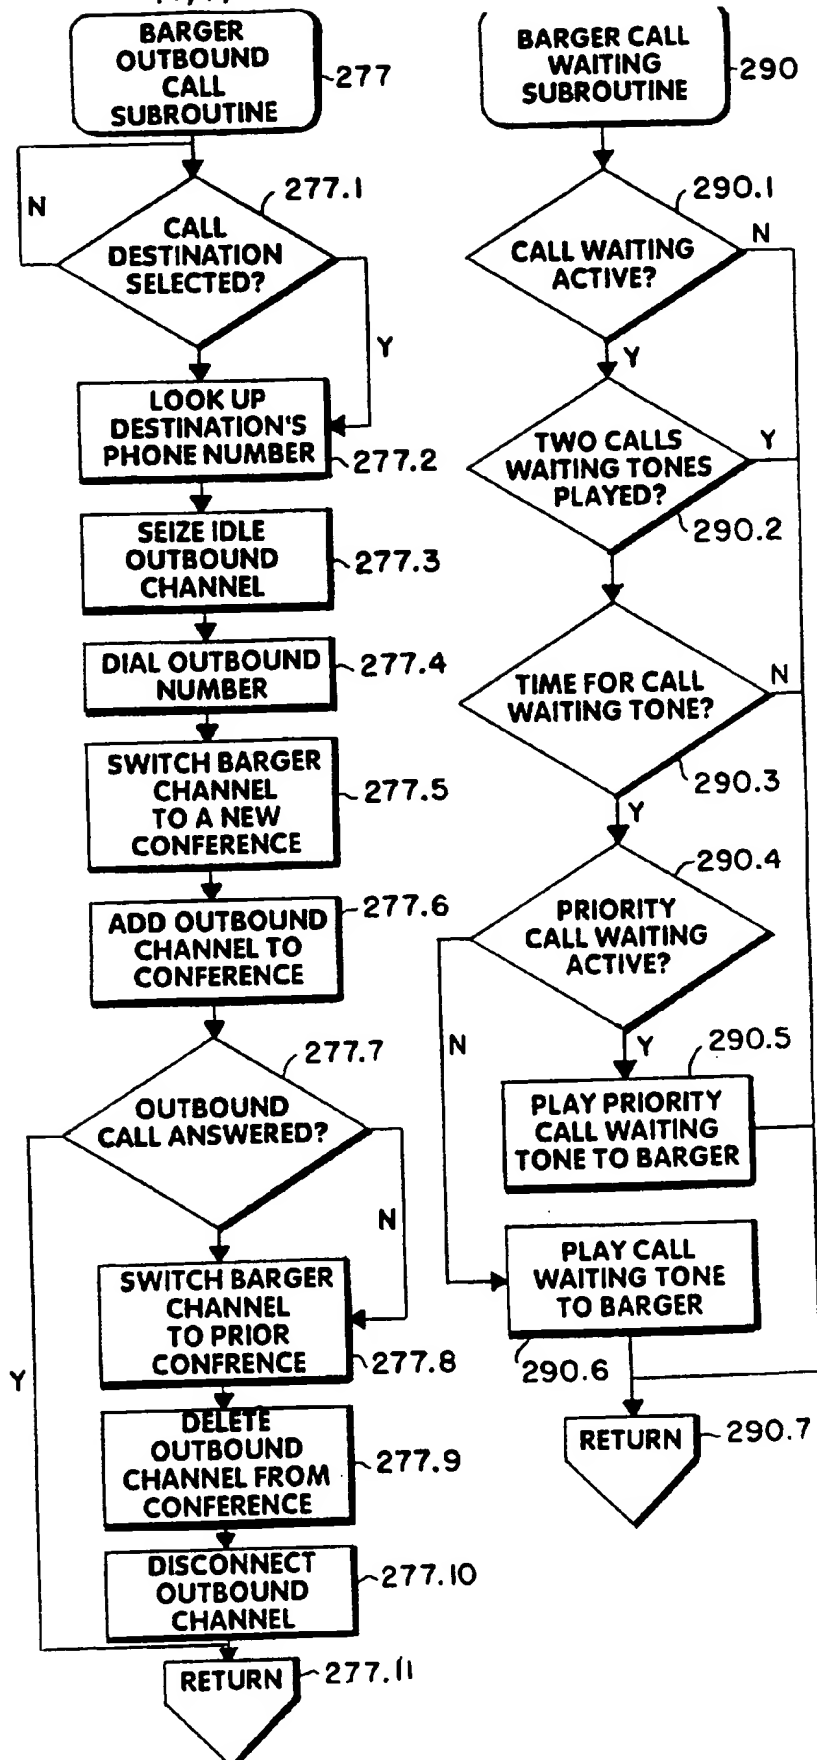 BARGER
OUTBOUND
CALL
SUBROUTINE
277
N
277.1
CALL
DESTINATION
SELECTED?
Y
LOOK UP
DESTINATION'S
PHONE NUMBER
277.2
SEIZE IDLE
OUTBOUND
CHANNEL
277.3
DIAL OUTBOUND
NUMBER
277.4
SWITCH BARGER
CHANNEL
TO A NEW
CONFERENCE
277.5
ADD OUTBOUND
CHANNEL TO
CONFERENCE
277.6
277.7
OUTBOUND
CALL ANSWERED?
N
Y
SWITCH BARGER
CHANNEL
TO PRIOR
CONFRENCE
277.8
DELETE
OUTBOUND
CHANNEL FROM
CONFERENCE
277.9
DISCONNECT
OUTBOUND
CHANNEL
277.10
RETURN
277.11
BARGER CALL
WAITING
SUBROUTINE
290
290.1
CALL WAITING
ACTIVE?
N
Y
TWO CALLS
WAITING TONES
PLAYED?
Y
290.2
TIME FOR CALL
WAITING TONE?
N
290.3
Y
290.4
PRIORITY
CALL WAITING
ACTIVE?
N
Y
290.5
PLAY PRIORITY
CALL WAITING
TONE TO BARGER
PLAY CALL
WAITING TONE
TO BARGER
290.6
RETURN
290.7